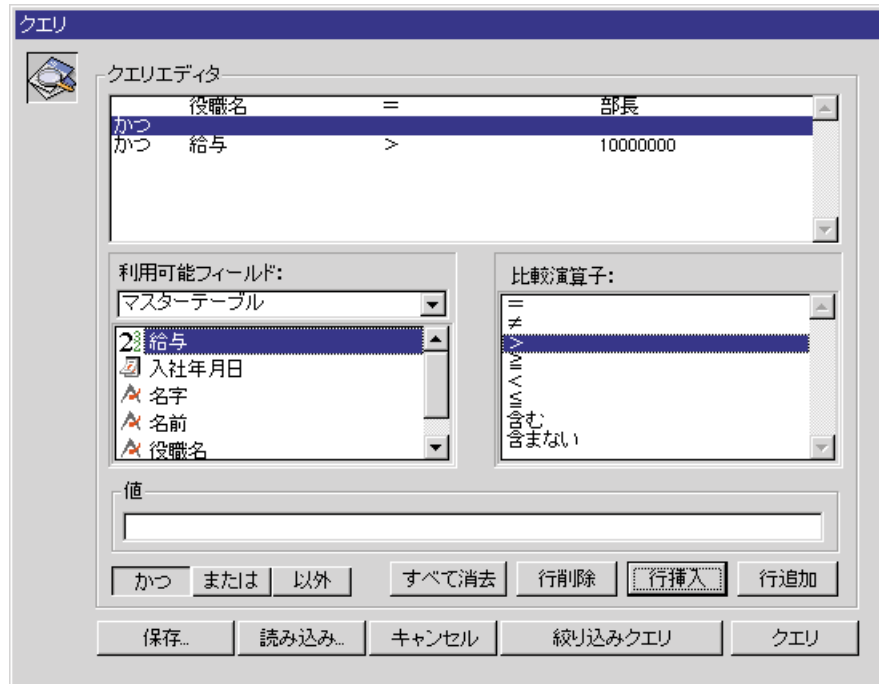 クエリ
クエリエディタ
役職名 = 部長
かつ
かつ 給与 > 10000000
利用可能フィールド:
マスターテーブル
給与
入社年月日
名字
名前
役職名
比較演算子:
=
≠
>
≧
<
≦
含む
含まない
値
かつ または 以外 すべて消去 行削除 行挿入 行追加
保存... 読み込み... キャンセル 絞り込みクエリ クエリ